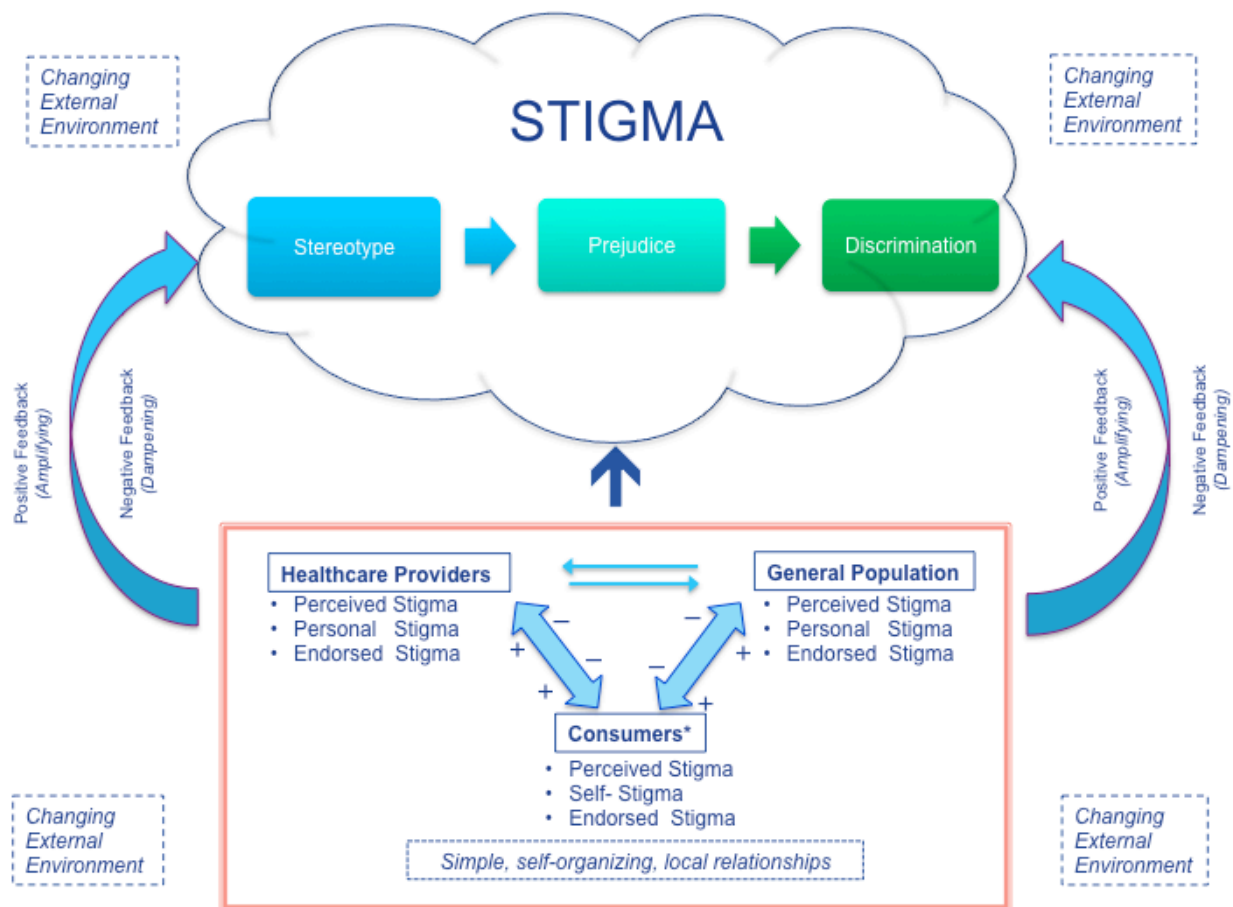 Changing
External
Environment
Changing
External
Environment
STIGMA
Stereotype
Prejudice
Discrimination
Positive Feedback
(Amplifying)
Negative Feedback
(Dampening)
Positive Feedback
(Amplifying)
Negative Feedback
(Dampening)
Healthcare Providers
• Perceived Stigma
• Personal Stigma
• Endorsed Stigma
General Population
• Perceived Stigma
• Personal Stigma
• Endorsed Stigma
– –
+ – – +
+ +
Consumers*
• Perceived Stigma
• Self- Stigma
• Endorsed Stigma
Simple, self-organizing, local relationships
Changing
External
Environment
Changing
External
Environment